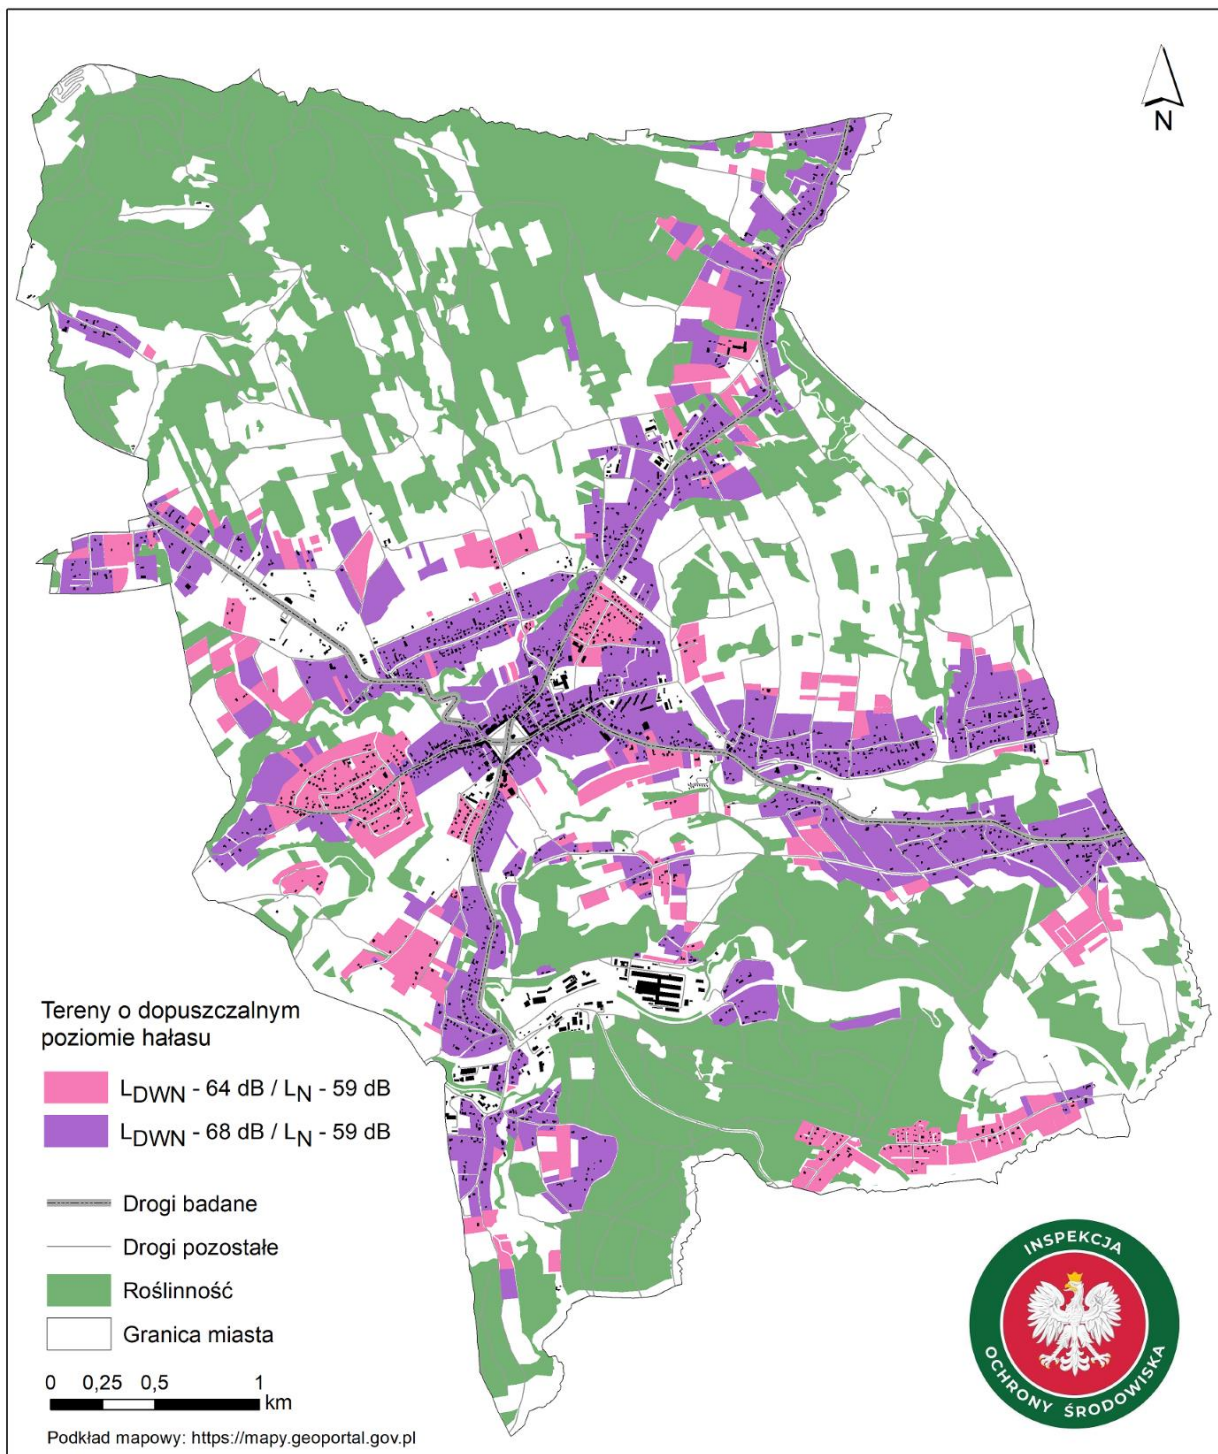 N
Tereny o dopuszczalnym
poziomie hałasu
LDWN - 64 dB / LN - 59 dB
LDWN - 68 dB / LN - 59 dB
Drogi badane
Drogi pozostałe
Roślinność
Granica miasta
0 0,25 0,5 1
km
Podkład mapowy: https://mapy.geoportal.gov.pl
INSPEKCJA
OCHRONY ŚRODOWISKA